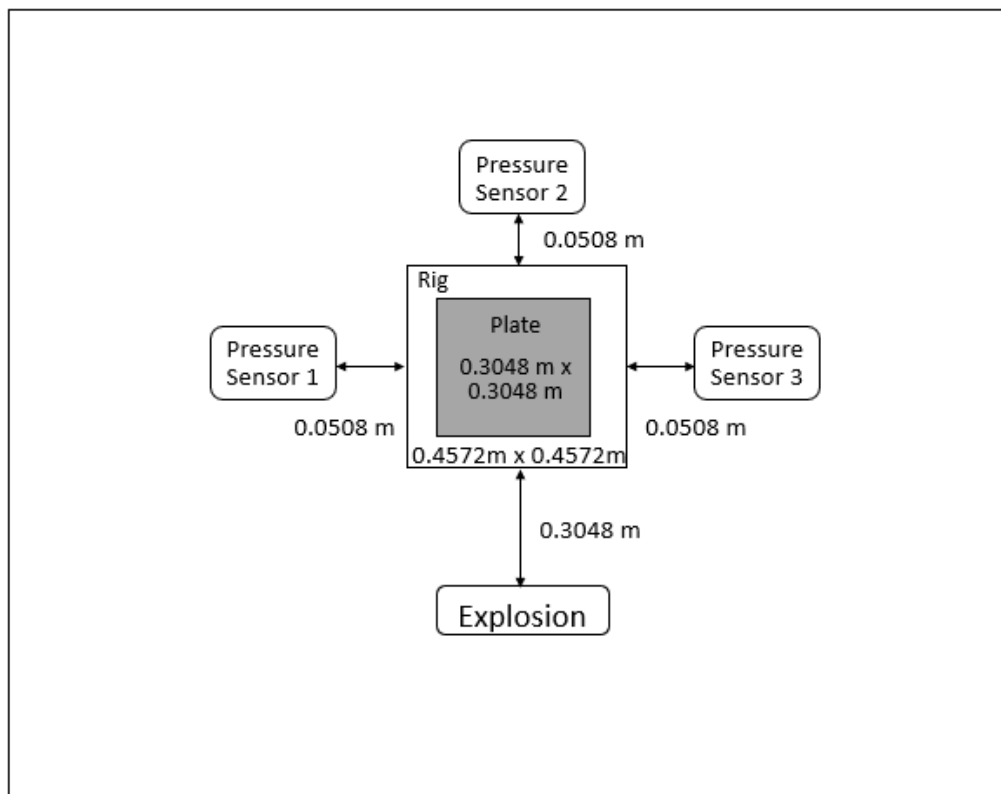 Pressure
Sensor 2
0.0508 m
Rig
Plate
0.3048 m x
0.3048 m
Pressure
Sensor 1
Pressure
Sensor 3
0.0508 m
0.0508 m
0.4572m x 0.4572m
0.3048 m
Explosion